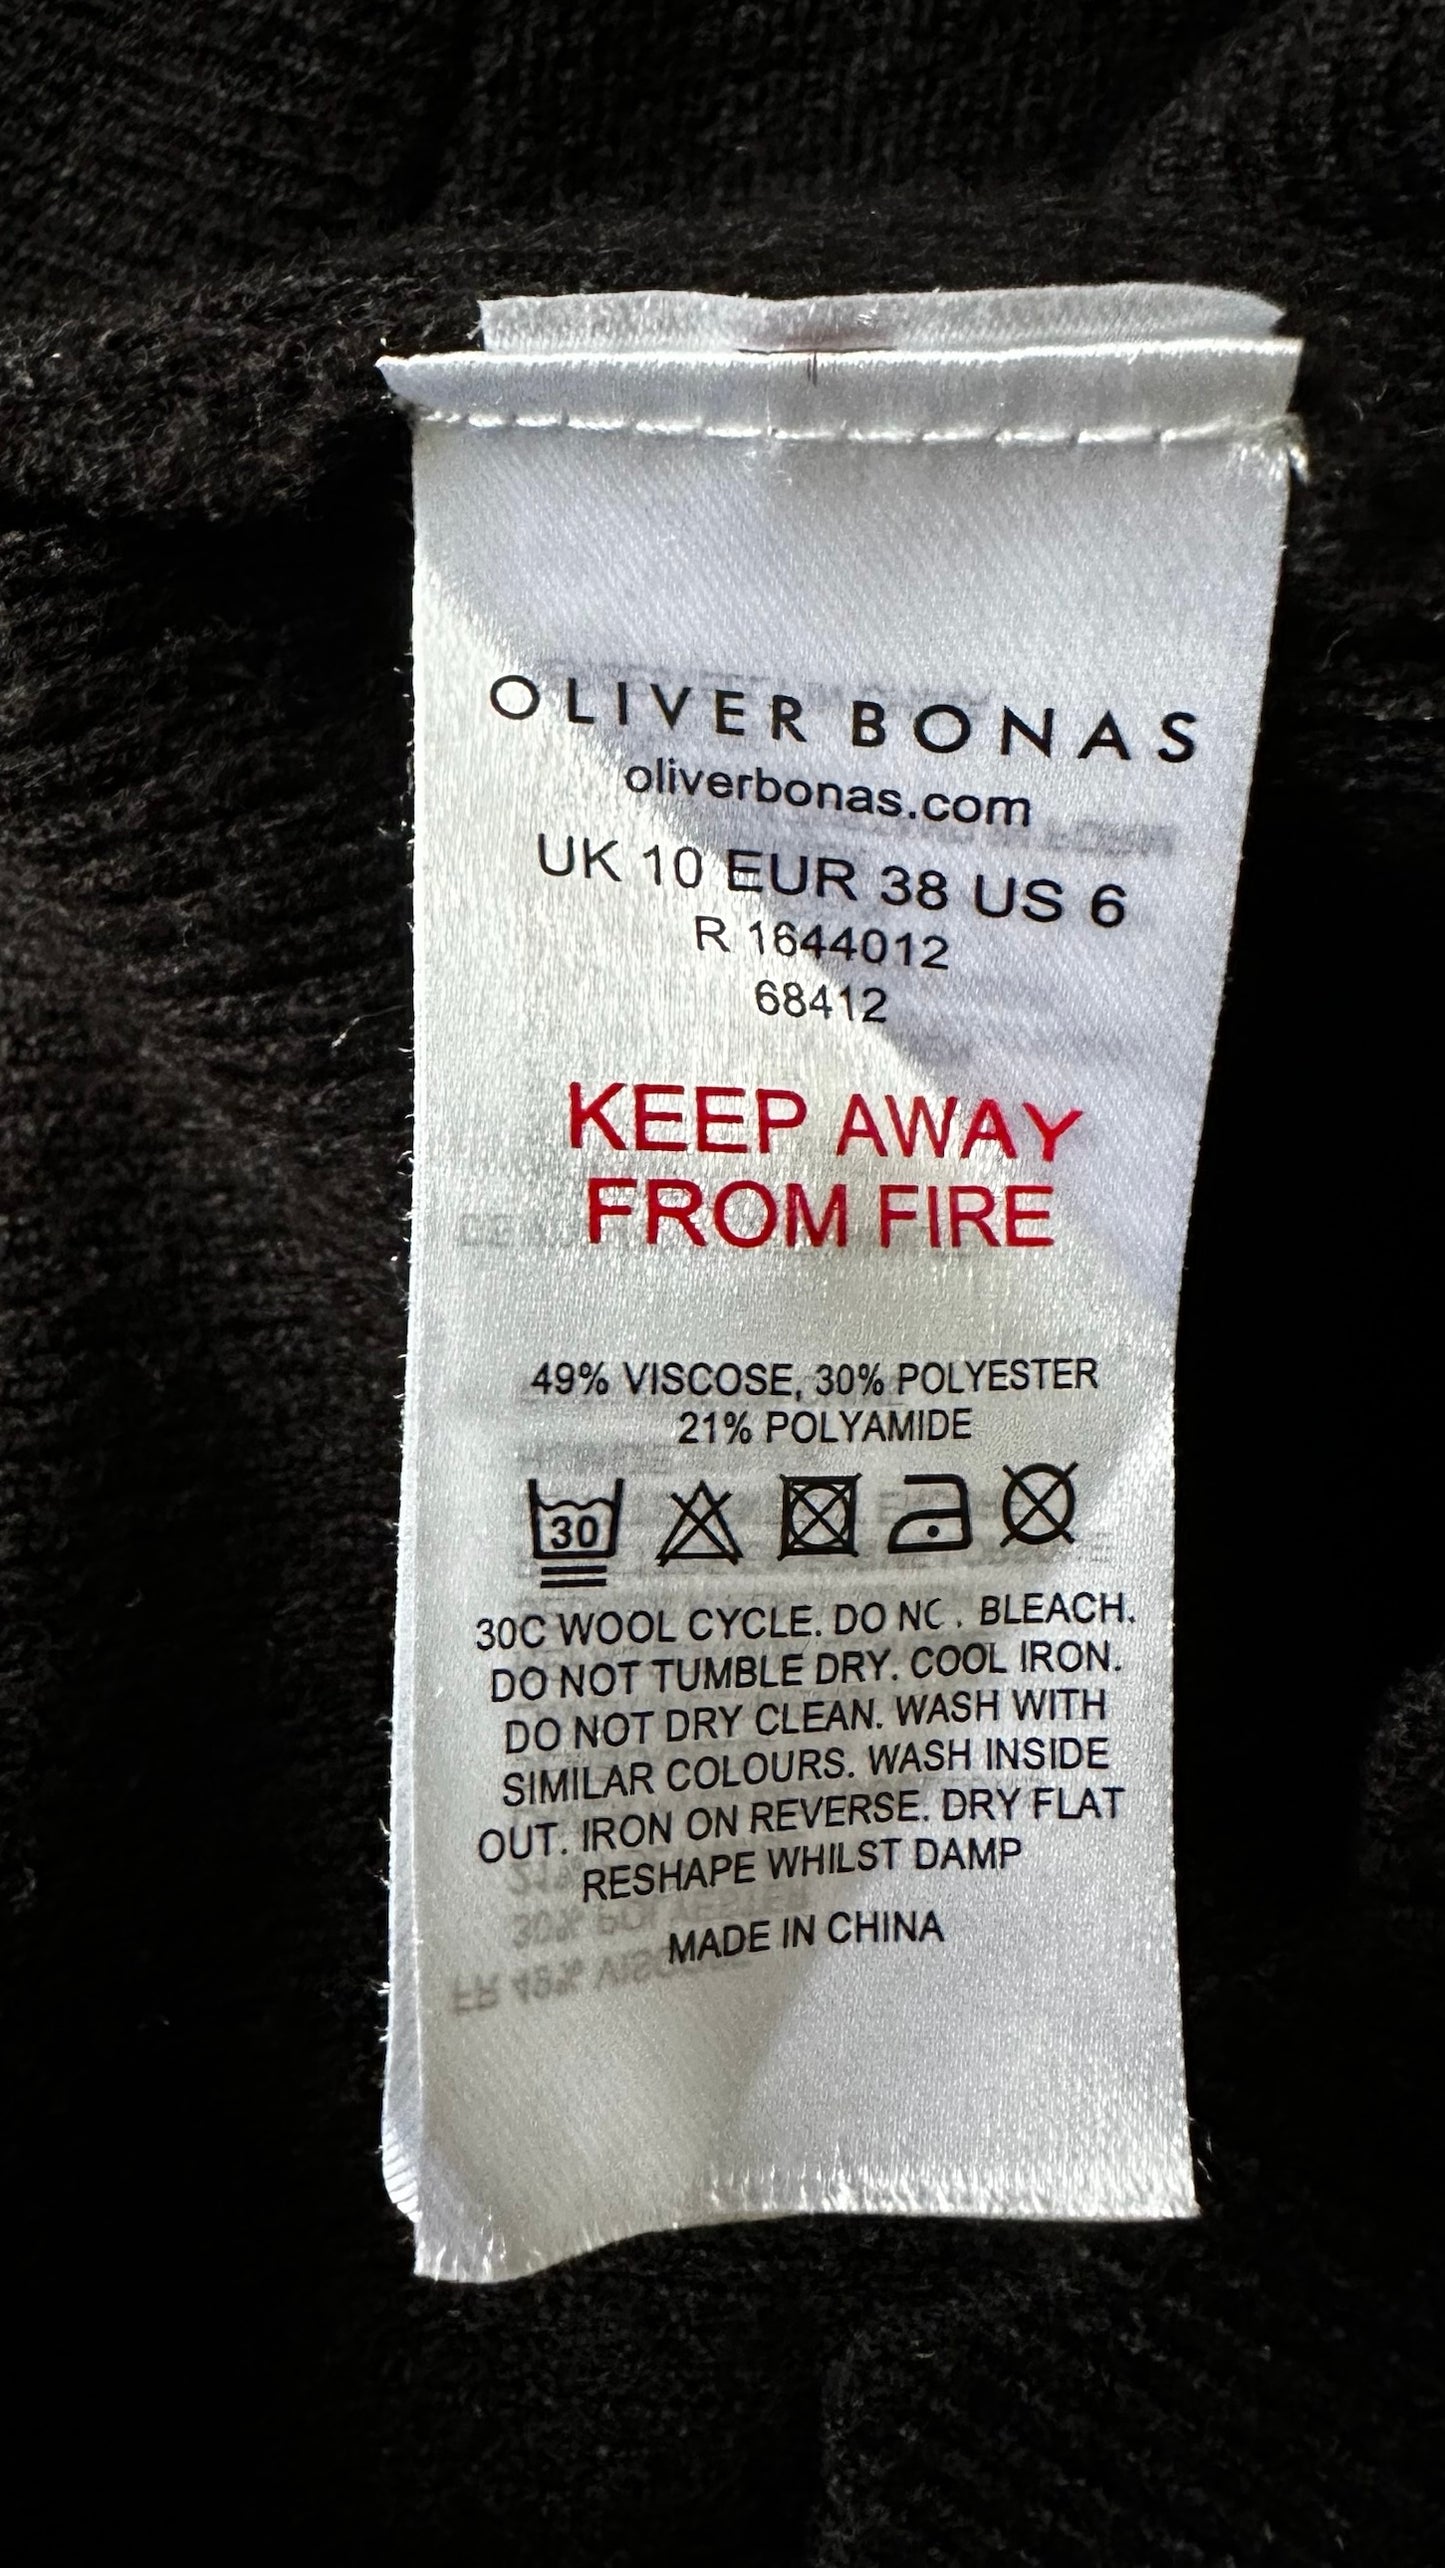 OLIVER BONAS
oliverbonas.com
UK 10 EUR 38 US 6
R 1644012
68412
KEEP AWAY
FROM FIRE
49% VISCOSE, 30% POLYESTER
21% POLYAMIDE
30
30C WOOL CYCLE. DO BLEACH.
DO NOT TUMBLE DRY. COOL IRON.
DO NOT DRY CLEAN. WASH WITH
SIMILAR COLOURS. WASH INSIDE
OUT. IRON ON REVERSE. DRY FLAT
RESHAPE WHILST DAMP
MADE IN CHINA